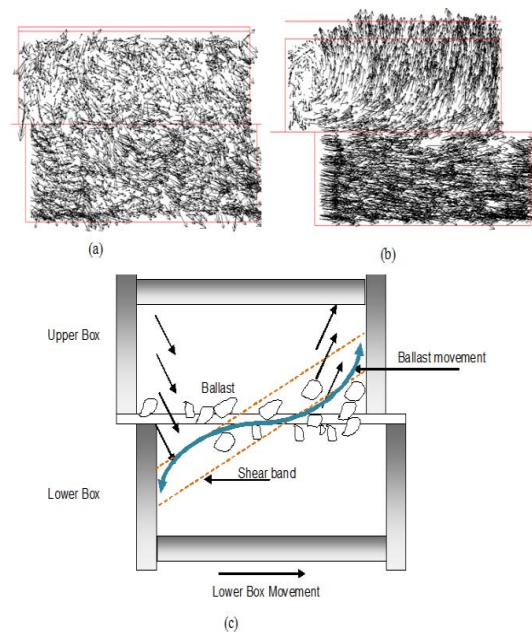 (a)
(b)
Upper Box
Ballast
Ballast movement
Lower Box
Shear band
Lower Box Movement
(c)